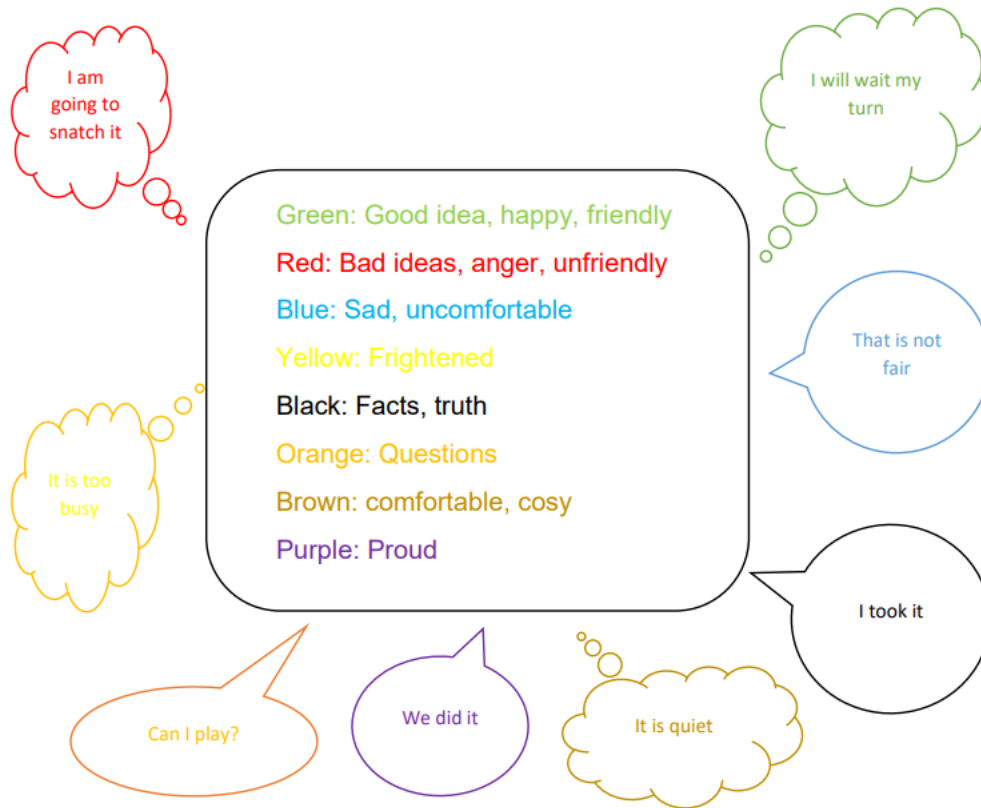 I am
going to
snatch it
I will wait my
turn
Green: Good idea, happy, friendly
Red: Bad ideas, anger, unfriendly
Blue: Sad, uncomfortable
Yellow: Frightened
Black: Facts, truth
Orange: Questions
Brown: comfortable, cosy
Purple: Proud
That is not
fair
It is too
busy
I took it
Can I play?
We did it
It is quiet